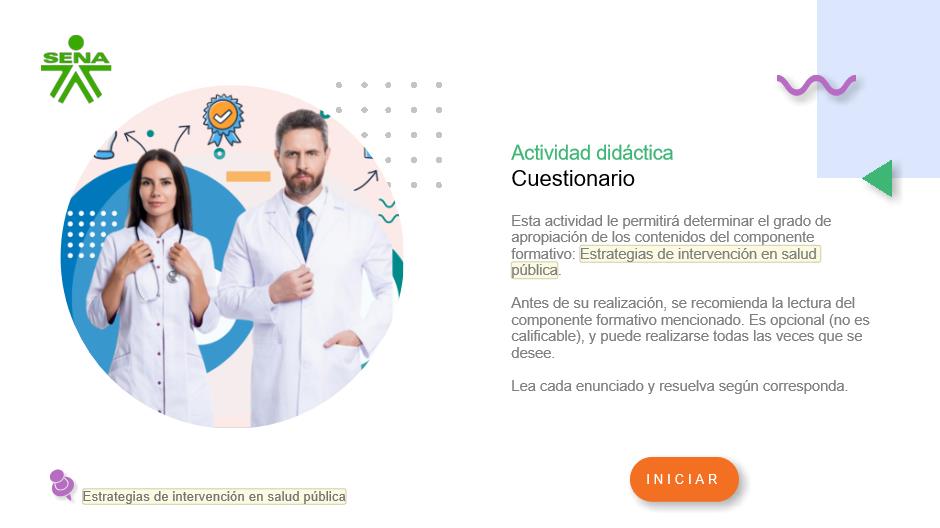 SENA
Actividad didáctica
Cuestionario
Esta actividad le permitirá determinar el grado de
apropiación de los contenidos del componente
formativo: Estrategias de intervención en salud
pública.
Antes de su realización, se recomienda la lectura del
componente formativo mencionado. Es opcional (no es
calificable), y puede realizarse todas las veces que se
desee.
Lea cada enunciado y resuelva según corresponda.
INICIAR
Estrategias de intervención en salud pública